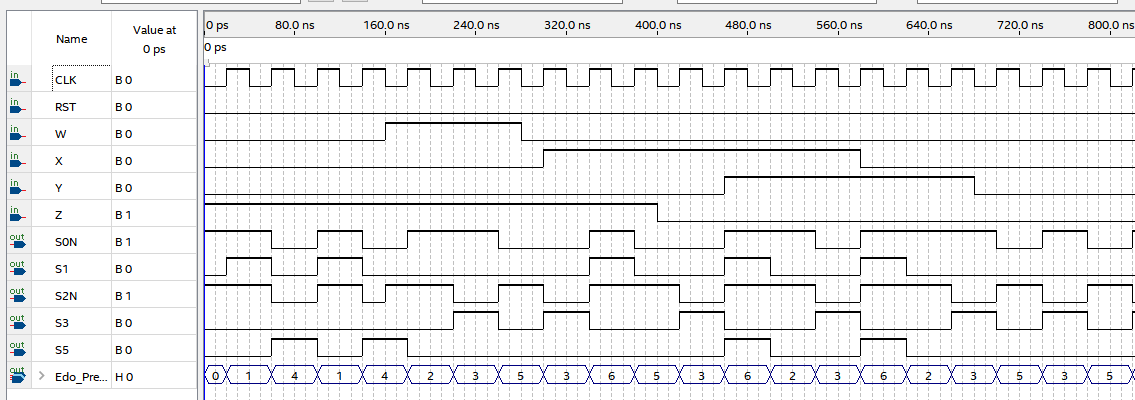 0 ps 80.0 ns 160.0 ns 240.0 ns 320.0 ns 400.0 ns 480.0 ns 560.0 ns 640.0 ns 720.0 ns 800.0 ns
Name Value at 0 ps
0 ps
in CLK B 0
in RST B 0
in W B 0
in X B 0
in Y B 0
in Z B 1
out S0N B 1
out S1 B 0
out S2N B 1
out S3 B 0
out S5 B 0
out > Edo_Pre... H 0 0 1 4 1 4 2 3 5 3 6 5 3 6 2 3 6 2 3 5 3 5